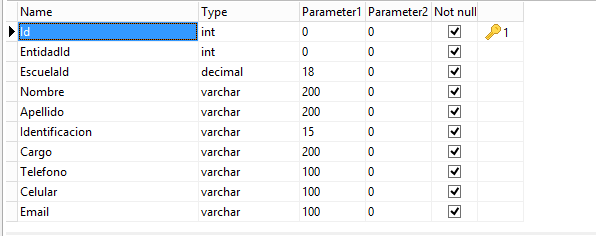 Name Type Parameter1 Parameter2 Not null
Id int 0 0 1
EntidadId int 0 0
EscuelaId decimal 18 0
Nombre varchar 200 0
Apellido varchar 200 0
Identificacion varchar 15 0
Cargo varchar 200 0
Telefono varchar 100 0
Celular varchar 100 0
Email varchar 100 0